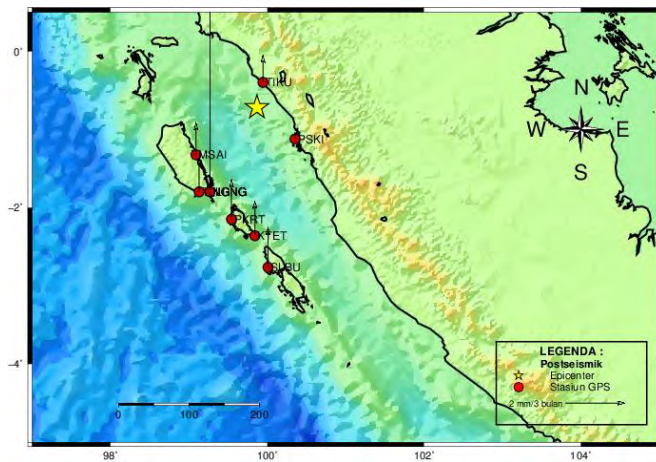 0'
TIKU
N
PSKI
W
E
MSAI
S
NGNG
-2'
PKRT
KTET
SLBU
-4'
LEGENDA :
Postseismik
Epicenter
Stasiun GPS
2 mm/3 bulan
0
100
200
98'
100
102
104'